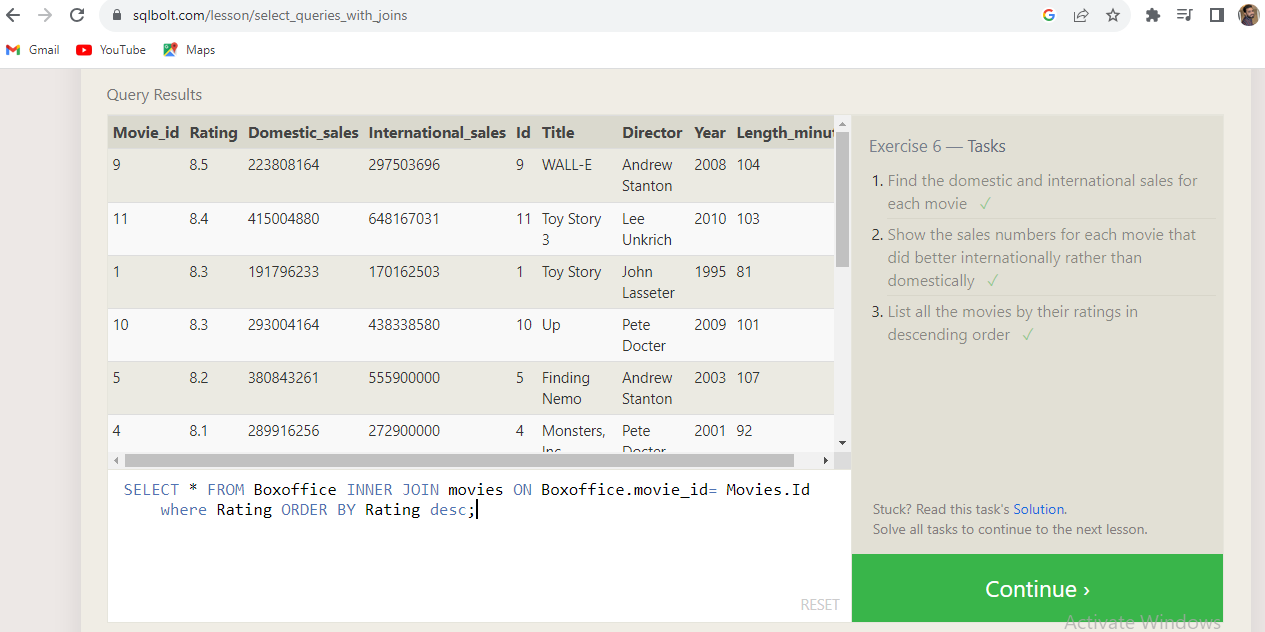 sqlbolt.com/lesson/select_queries_with_joins
Gmail YouTube Maps
Query Results
Movie_id Rating Domestic_sales International_sales Id Title Director Year Length_minut
9 8.5 223808164 297503696 9 WALL-E Andrew 2008 104
Stanton
11 8.4 415004880 648167031 11 Toy Story Lee 2010 103
3 Unkrich
1 8.3 191796233 170162503 1 Toy Story John 1995 81
Lasseter
10 8.3 293004164 438338580 10 Up Pete 2009 101
Docter
5 8.2 380843261 555900000 5 Finding Andrew 2003 107
Nemo Stanton
4 8.1 289916256 272900000 4 Monsters, Pete 2001 92
Inc. Docter
SELECT * FROM Boxoffice INNER JOIN movies ON Boxoffice.movie_id= Movies.Id
where Rating ORDER BY Rating desc;
RESET
Exercise 6 — Tasks
1. Find the domestic and international sales for
each movie ✓
2. Show the sales numbers for each movie that
did better internationally rather than
domestically ✓
3. List all the movies by their ratings in
descending order ✓
Stuck? Read this task's Solution.
Solve all tasks to continue to the next lesson.
Continue ›
Activate Windows